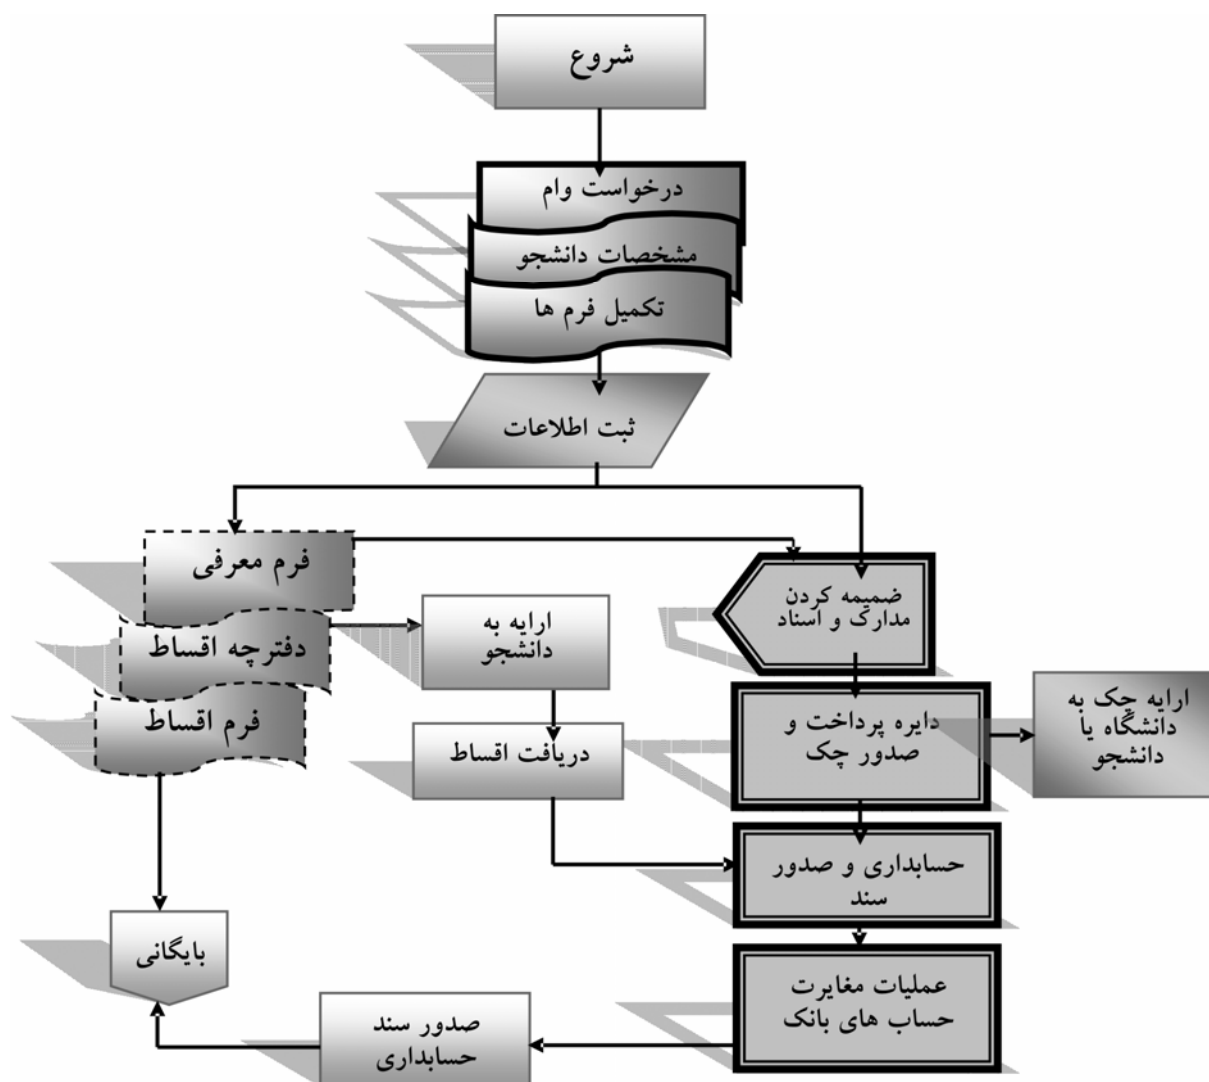 شروع
درخواست وام
مشخصات دانشجو
تکمیل فرم ها
ثبت اطلاعات
فرم معرفی
دفترچه اقساط
فرم اقساط
ارایه به
دانشجو
دریافت اقساط
ضمیمه کردن
مدارک و اسناد
دایره پرداخت و
صدور چک
ارایه چک به
دانشگاه یا
دانشجو
حسابداری و صدور
سند
عملیات مغایرت
حساب های بانک
صدور سند
حسابداری
بایگانی